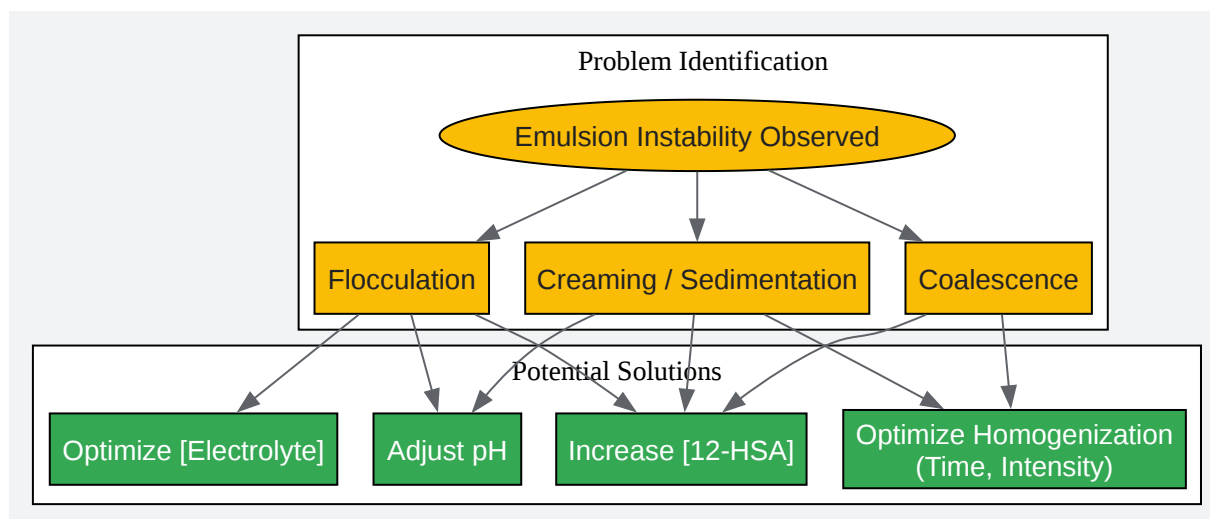 Problem Identification
Emulsion Instability Observed
Flocculation
Creaming / Sedimentation
Coalescence
Potential Solutions
Optimize [Electrolyte]
Adjust pH
Increase [12-HSA]
Optimize Homogenization
(Time, Intensity)